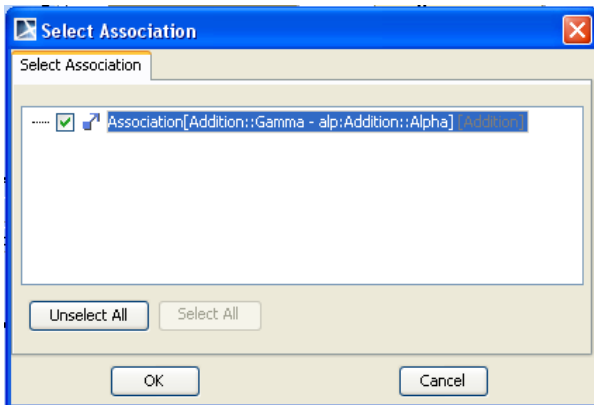 Select Association
Select Association
Association[Addition::Gamma - alp:Addition::Alpha] [Addition]
Unselect All
Select All
OK
Cancel